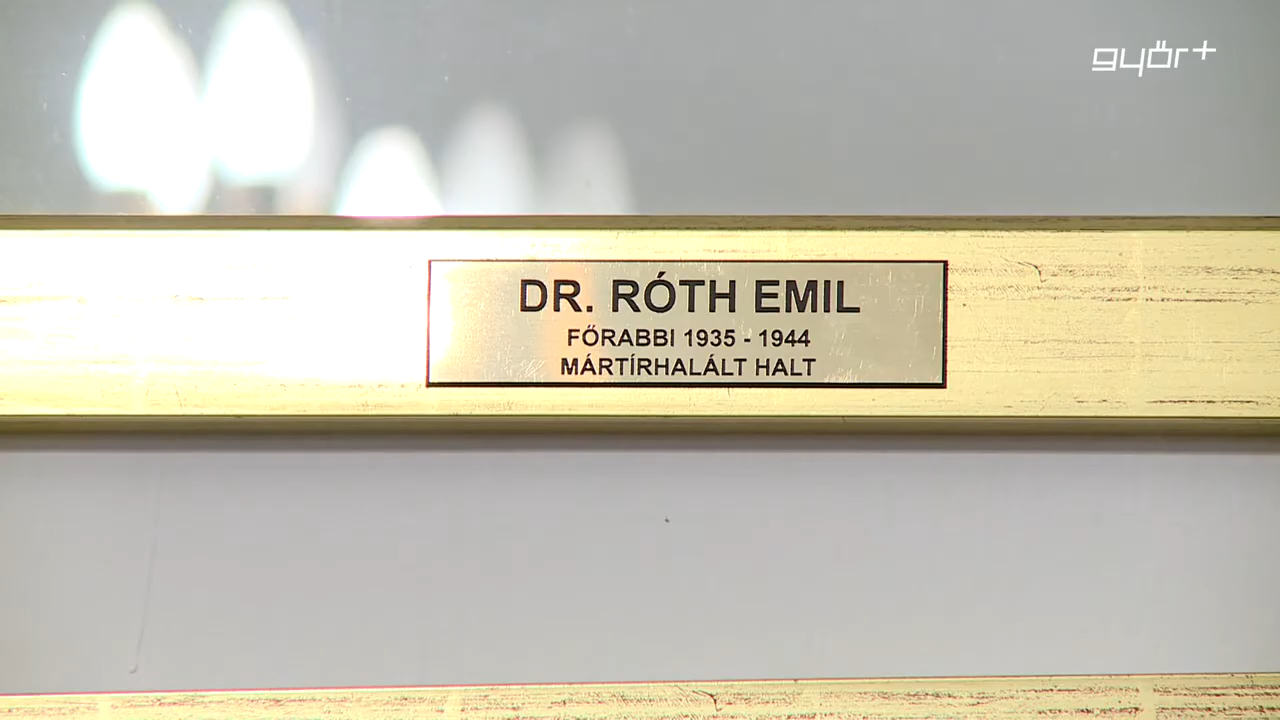 győr+
DR. RÓTH EMIL
FŐRABBI 1935 - 1944
MÁRTÍRHALÁLT HALT